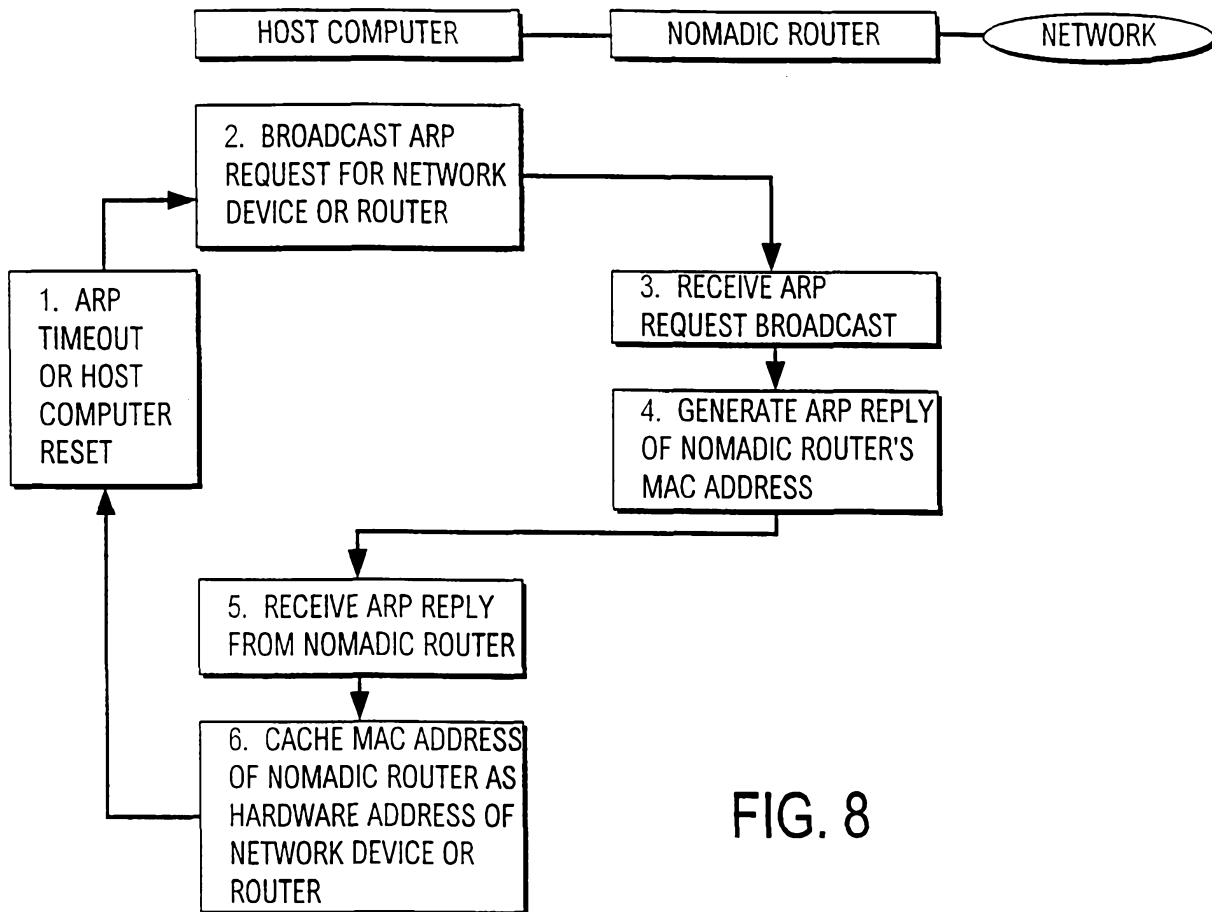 HOST COMPUTER
NOMADIC ROUTER
NETWORK
2. BROADCAST ARP
REQUEST FOR NETWORK
DEVICE OR ROUTER
1. ARP
TIMEOUT
OR HOST
COMPUTER
RESET
3. RECEIVE ARP
REQUEST BROADCAST
4. GENERATE ARP REPLY
OF NOMADIC ROUTER'S
MAC ADDRESS
5. RECEIVE ARP REPLY
FROM NOMADIC ROUTER
6. CACHE MAC ADDRESS
OF NOMADIC ROUTER AS
HARDWARE ADDRESS OF
NETWORK DEVICE OR
ROUTER
FIG. 8